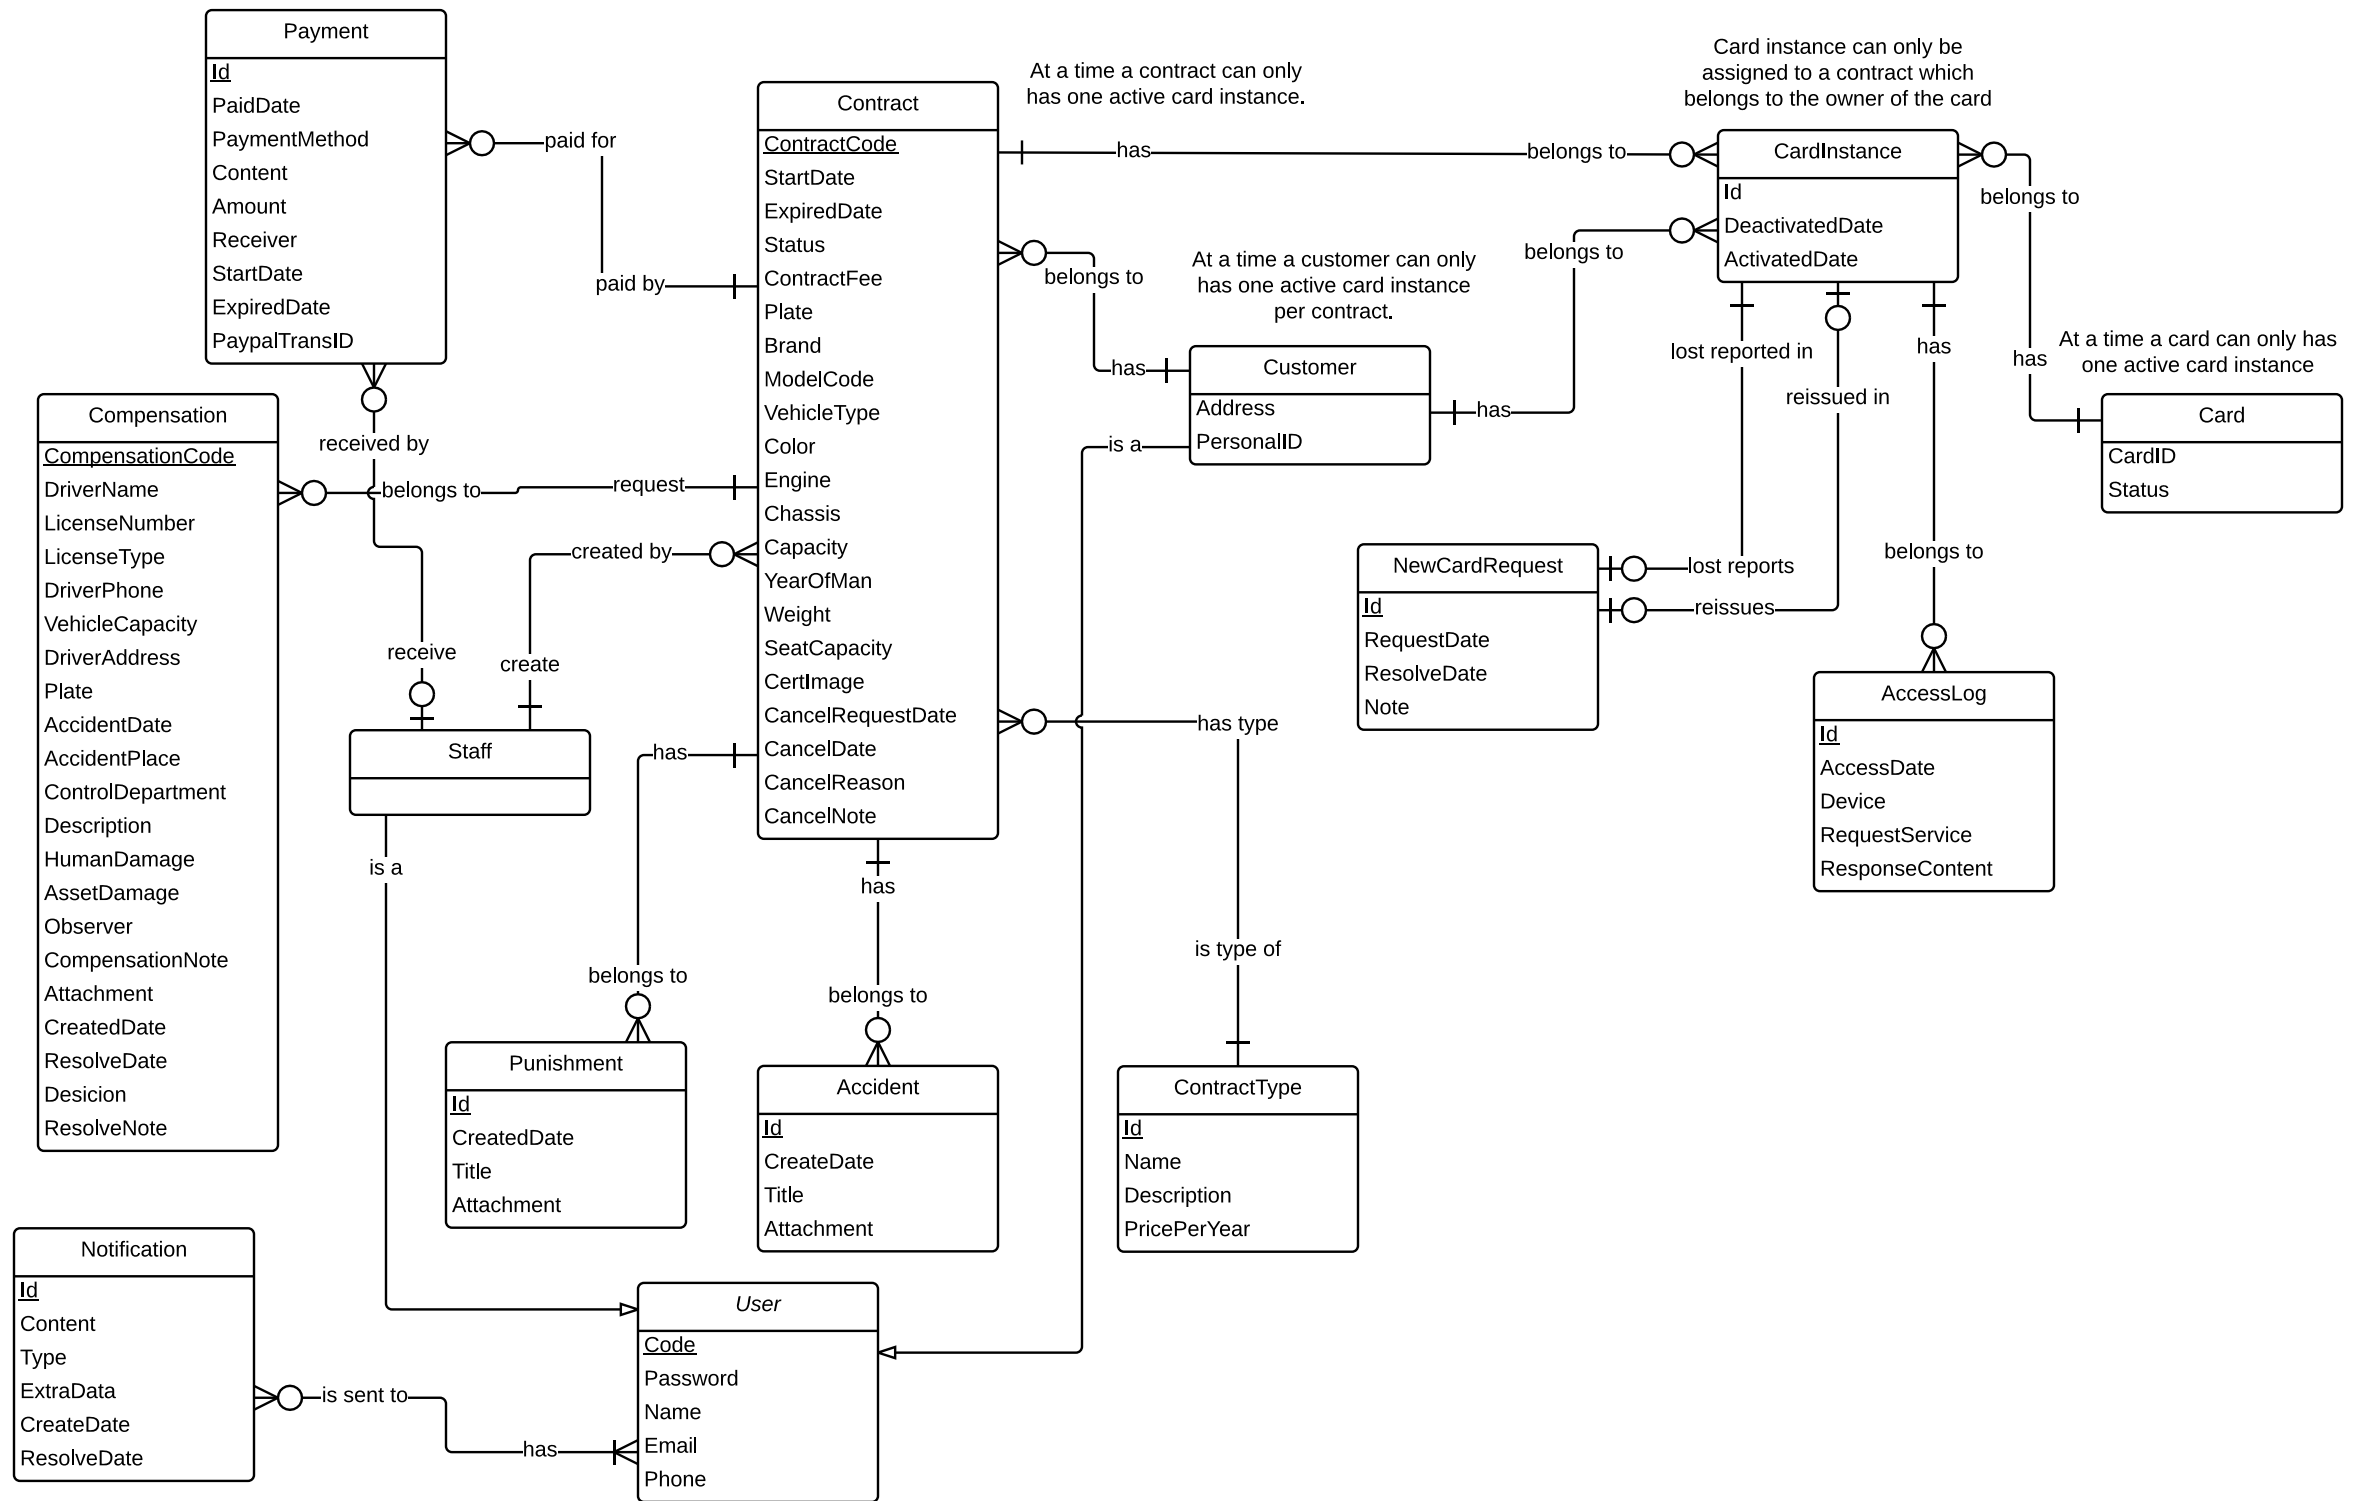 Payment
Id
PaidDate
PaymentMethod
Content
Amount
Receiver
StartDate
ExpiredDate
PaypalTransID
paid for
paid by
received by
receive
Compensation
CompensationCode
DriverName
LicenseNumber
LicenseType
DriverPhone
VehicleCapacity
DriverAddress
Plate
AccidentDate
AccidentPlace
ControlDepartment
Description
HumanDamage
AssetDamage
Observer
CompensationNote
Attachment
CreatedDate
ResolveDate
Desicion
ResolveNote
belongs to
request
created by
create
Staff
is a
Contract
ContractCode
StartDate
ExpiredDate
Status
ContractFee
Plate
Brand
ModelCode
VehicleType
Color
Engine
Chassis
Capacity
YearOfMan
Weight
SeatCapacity
CertImage
CancelRequestDate
CancelDate
CancelReason
CancelNote
At a time a contract can only
has one active card instance.
has
belongs to
Card instance can only be
assigned to a contract which
belongs to the owner of the card
CardInstance
Id
DeactivatedDate
ActivatedDate
belongs to
has
At a time a card can only has
one active card instance
Card
CardID
Status
belongs to
has
At a time a customer can only
has one active card instance
per contract.
Customer
Address
PersonalID
has
belongs to
is a
lost reported in
lost reports
reissued in
reissues
NewCardRequest
Id
RequestDate
ResolveDate
Note
has
belongs to
AccessLog
Id
AccessDate
Device
RequestService
ResponseContent
has
belongs to
Punishment
Id
CreatedDate
Title
Attachment
has
belongs to
Accident
Id
CreateDate
Title
Attachment
has type
is type of
ContractType
Id
Name
Description
PricePerYear
Notification
Id
Content
Type
ExtraData
CreateDate
ResolveDate
is sent to
has
User
Code
Password
Name
Email
Phone